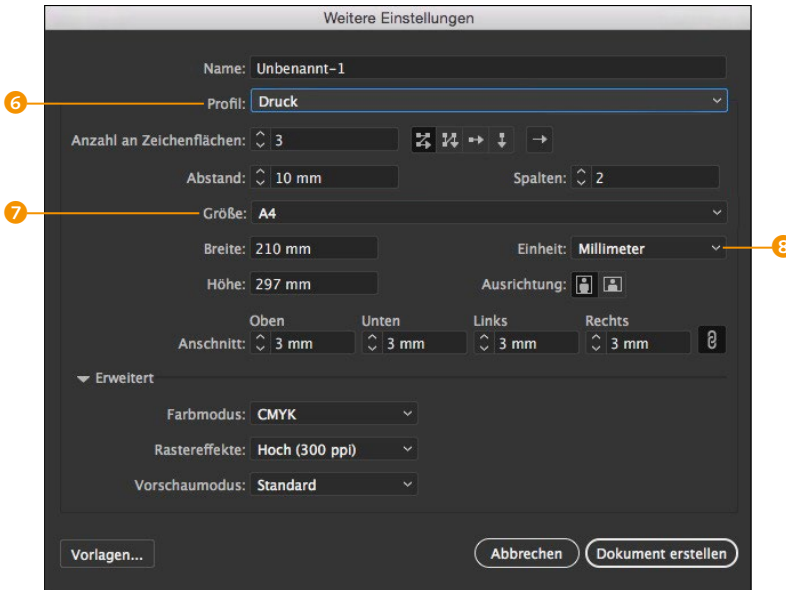 Weitere Einstellungen
Name: Unbenannt-1
6 Profil: Druck
Anzahl an Zeichenflächen: 3
Abstand: 10 mm Spalten: 2
7 Größe: A4
Breite: 210 mm Einheit: Millimeter 8
Höhe: 297 mm Ausrichtung:
Oben Unten Links Rechts
Anschnitt: 3 mm 3 mm 3 mm 3 mm
Erweitert
Farbmodus: CMYK
Rastereffekte: Hoch (300 ppi)
Vorschaumodus: Standard
Vorlagen... Abbrechen Dokument erstellen